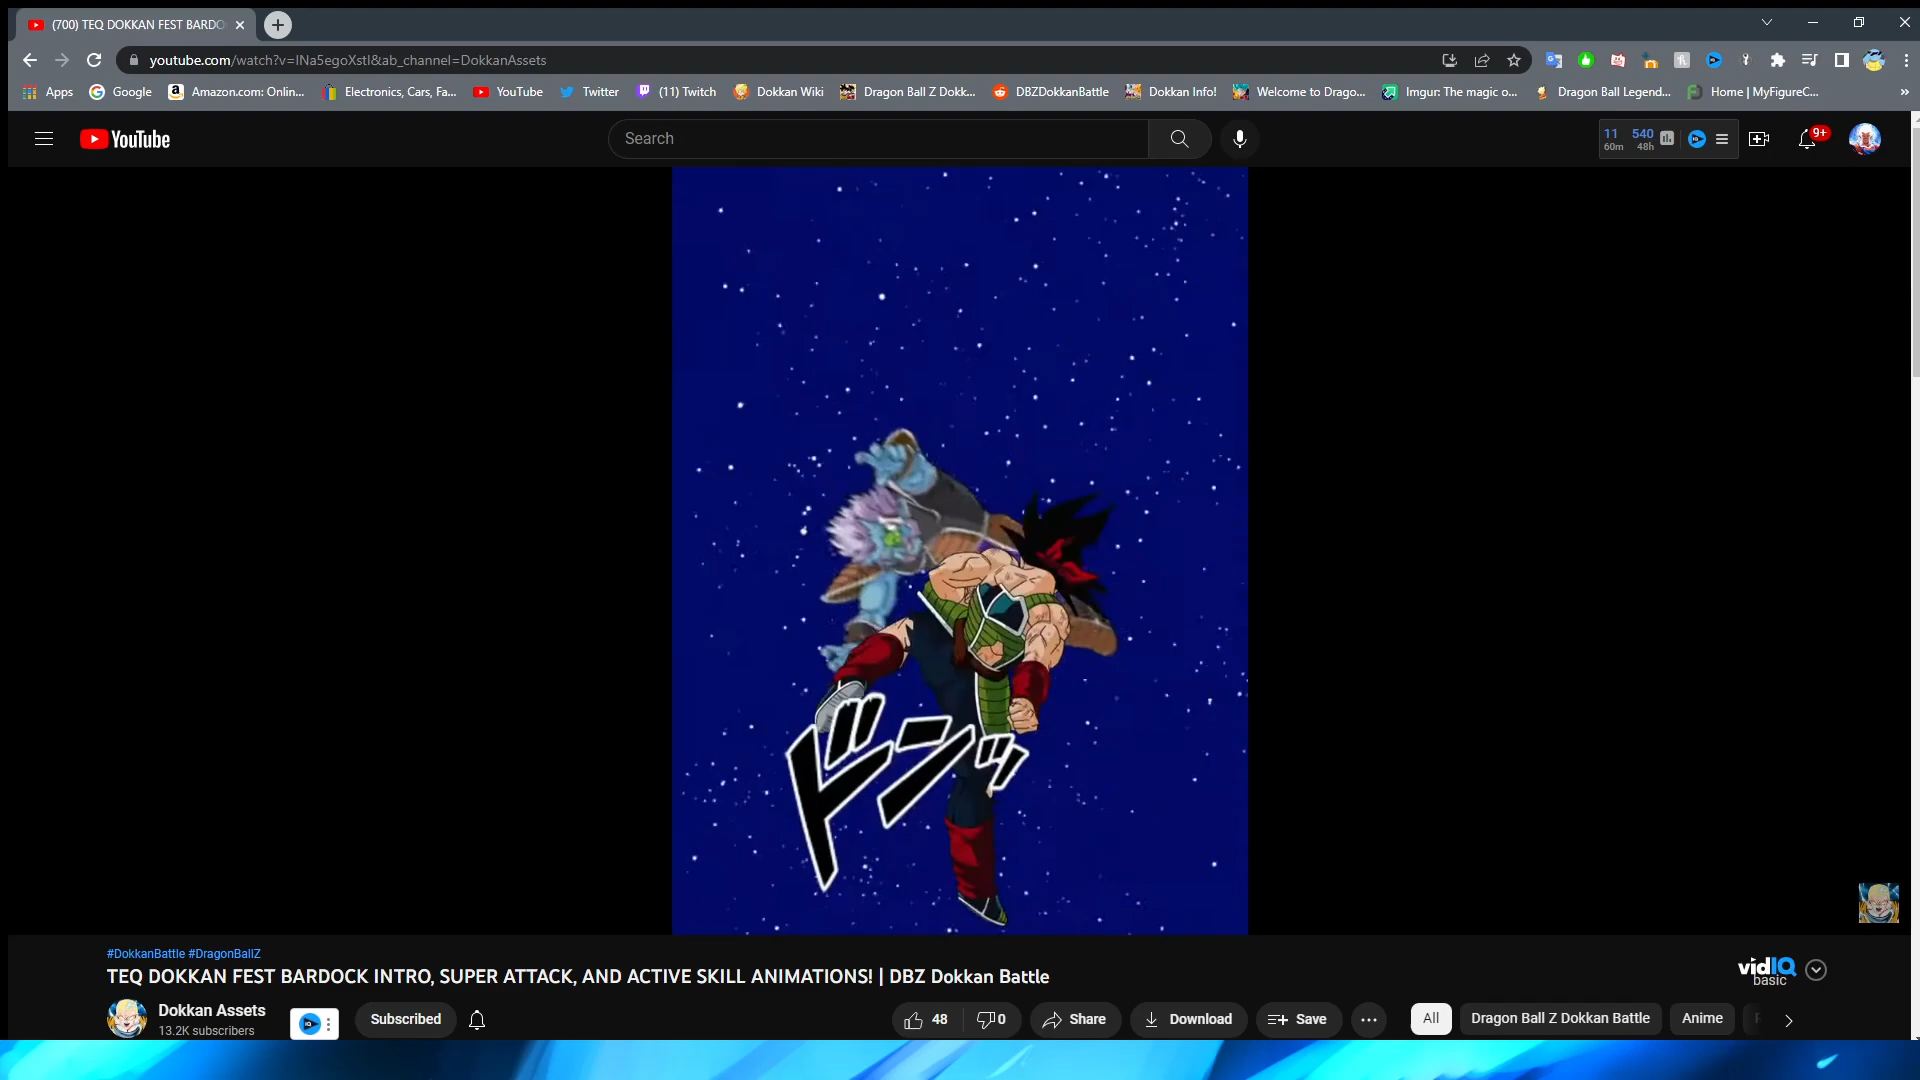 (700) TEQ DOKKAN FEST BARDO
youtube.com/watch?v=INa5egoXstI&ab_channel=DokkanAssets
Apps
Google
Amazon.com: Onlin...
Electronics, Cars, Fa...
YouTube
Twitter
(11) Twitch
Dokkan Wiki
Dragon Ball Z Dokk...
DBZDokkanBattle
Dokkan Info!
Welcome to Drago...
Imgur: The magic o...
Dragon Ball Legend...
Home | MyFigureC...
»
YouTube
Search
11 540
60m 48h
9+
ドンッ
#DokkanBattle #DragonBallZ
TEQ DOKKAN FEST BARDOCK INTRO, SUPER ATTACK, AND ACTIVE SKILL ANIMATIONS! | DBZ Dokkan Battle
vidIQ
basic
Dokkan Assets
13.2K subscribers
Subscribed
48
0
Share
Download
Save
All
Dragon Ball Z Dokkan Battle
Anime